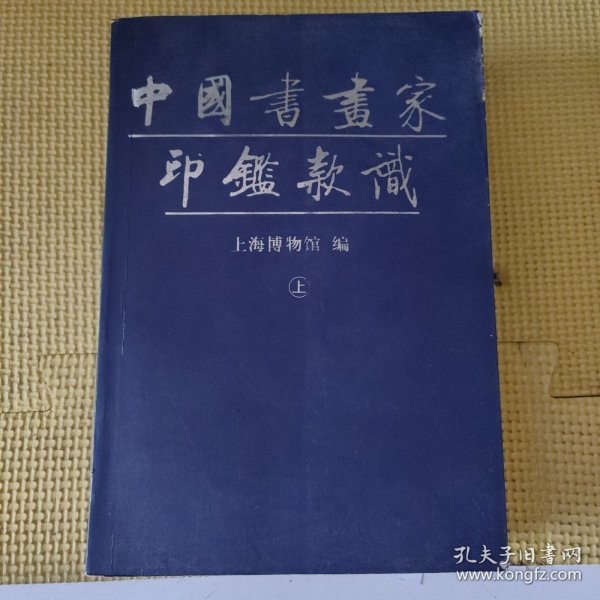 中國書畫家
印鑑款識
上海博物馆 编
上
孔夫子旧书网
www.kongfz.com